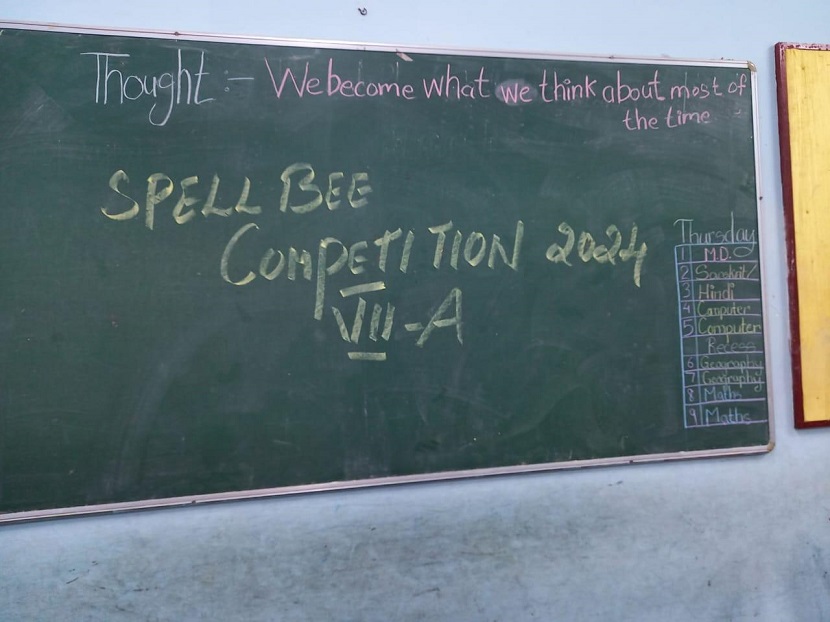 Thought :- We become what we think about most of
the time
SPELL BEE
COMPETITION 2024
VII-A
Thursday
1 M.D.
2 Sanskrit/
3 Hindi
4 Computer
5 Computer
Recess
6 Geography
7 Geography
8 Maths
9 Maths